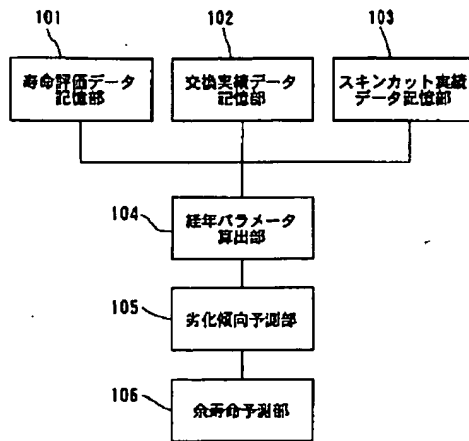 101
102
103
寿命評価データ
記憶部
交換実績データ
記憶部
スキンカット実績
データ記憶部
104
経年パラメータ
算出部
105
劣化傾向予測部
106
余寿命予測部